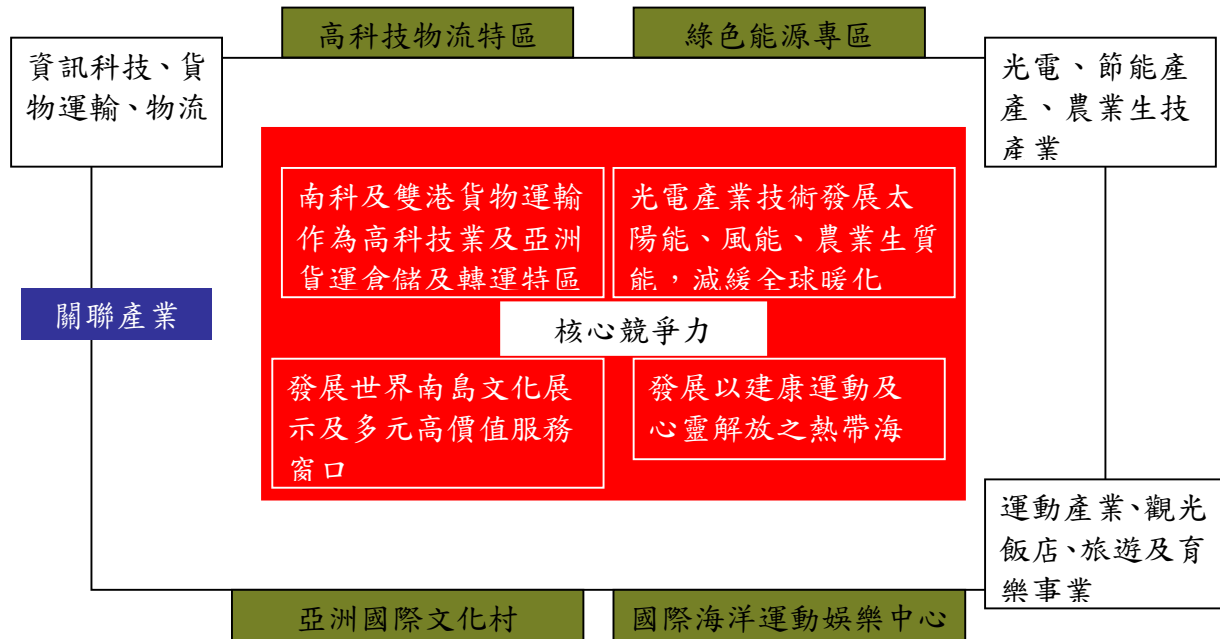 高科技物流特區
綠色能源專區
資訊科技、貨
物運輸、物流
光電、節能產
產、農業生技
產業
南科及雙港貨物運輸
作為高科技業及亞洲
貨運倉儲及轉運特區
光電產業技術發展太
陽能、風能、農業生質
能，減緩全球暖化
關聯產業
核心競爭力
發展世界南島文化展
示及多元高價值服務
窗口
發展以建康運動及
心靈解放之熱帶海
運動產業、觀光
飯店、旅遊及育
樂事業
亞洲國際文化村
國際海洋運動娛樂中心